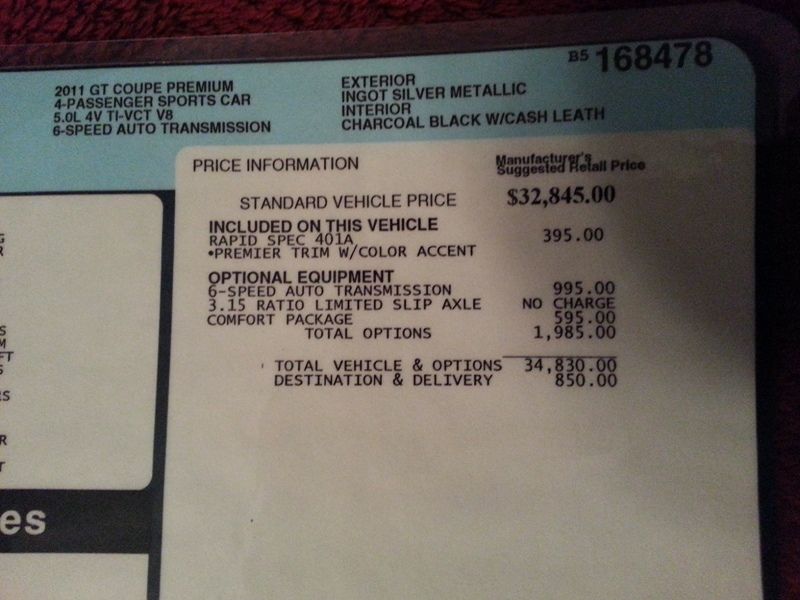 B5 168478
2011 GT COUPE PREMIUM
4-PASSENGER SPORTS CAR
5.0L 4V TI-VCT V8
6-SPEED AUTO TRANSMISSION
EXTERIOR
INGOT SILVER METALLIC
INTERIOR
CHARCOAL BLACK W/CASH LEATH
PRICE INFORMATION
Manufacturer's
Suggested Retail Price
STANDARD VEHICLE PRICE $32,845.00
INCLUDED ON THIS VEHICLE
RAPID SPEC 401A 395.00
•PREMIER TRIM W/COLOR ACCENT
OPTIONAL EQUIPMENT
6-SPEED AUTO TRANSMISSION 995.00
3.15 RATIO LIMITED SLIP AXLE NO CHARGE
COMFORT PACKAGE 595.00
TOTAL OPTIONS 1,985.00
TOTAL VEHICLE & OPTIONS 34,830.00
DESTINATION & DELIVERY 850.00
G
R
S
M
FT
S
RS
R
T
es